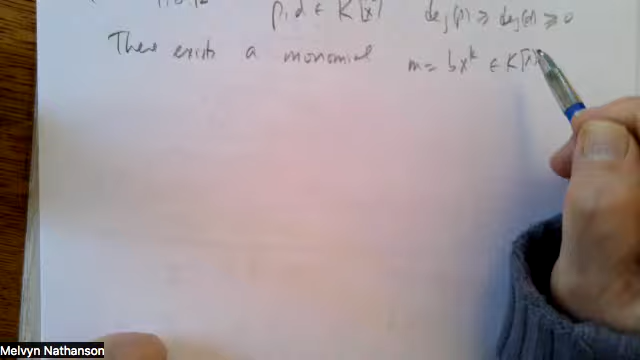 p, d ∈ K[x] deg(p) ≥ deg(d) ≥ 0
There exists a monomial m = bx^k ∈ K[x]
Melvyn Nathanson